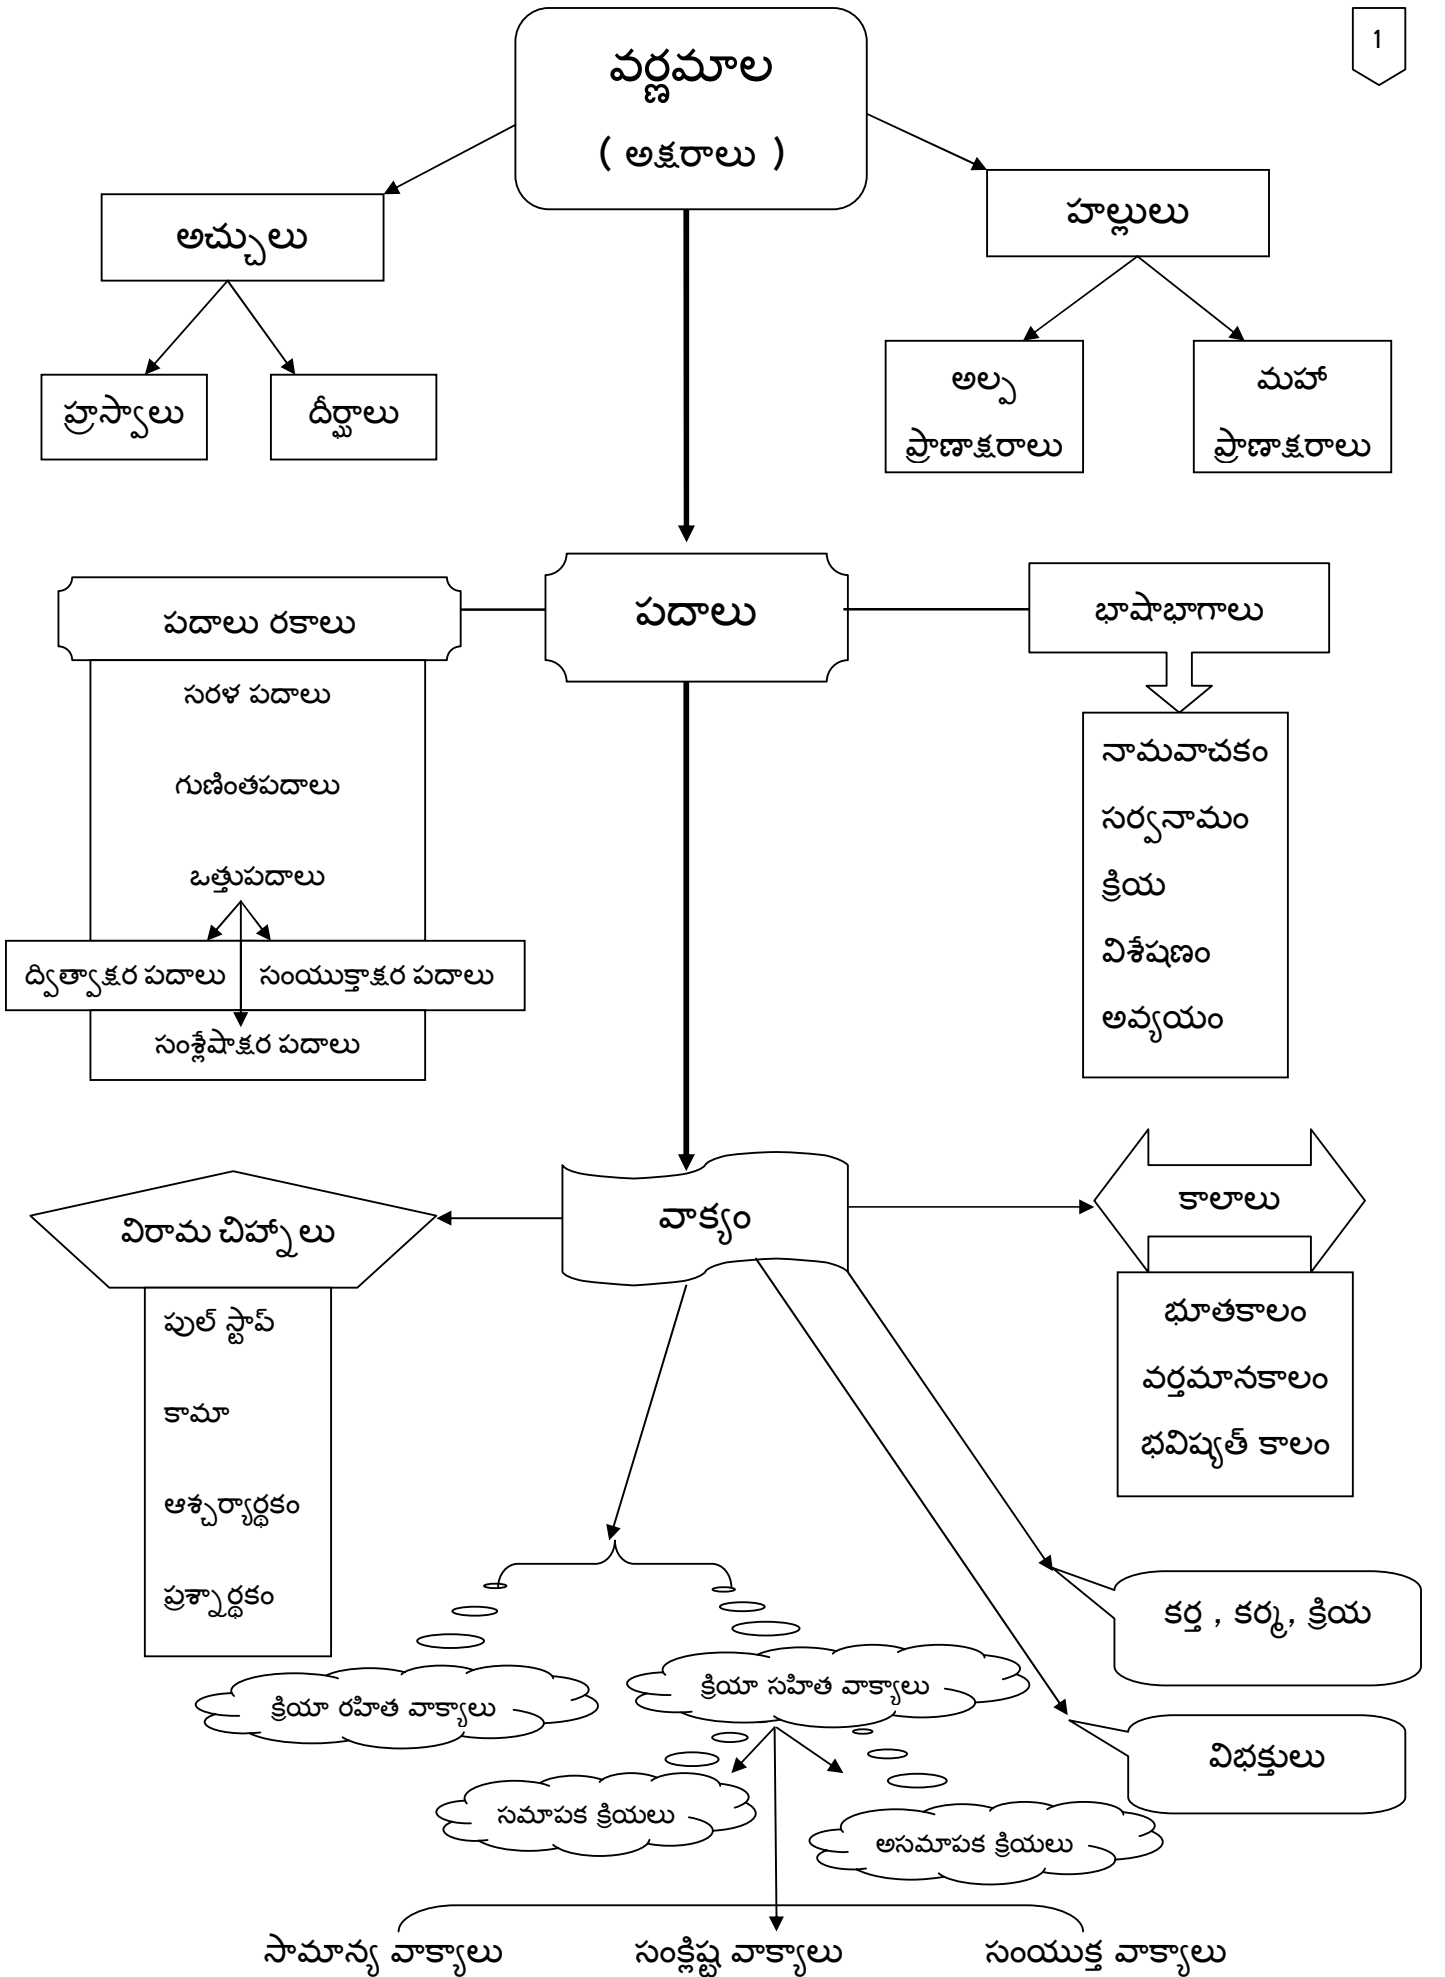 1
వర్ణమాల
( అక్షరాలు )
అచ్చులు
హల్లులు
హ్రస్వాలు
దీర్ఘాలు
అల్ప
ప్రాణాక్షరాలు
మహా
ప్రాణాక్షరాలు
పదాలు
పదాలు రకాలు
సరళ పదాలు
గుణింతపదాలు
ఒత్తుపదాలు
ద్విత్వాక్షర పదాలు
సంయుక్తాక్షర పదాలు
సంశ్లేషాక్షర పదాలు
భాషాభాగాలు
నామవాచకం
సర్వనామం
క్రియ
విశేషణం
అవ్యయం
వాక్యం
విరామ చిహ్నాలు
పుల్ స్టాప్
కామా
ఆశ్చర్యార్థకం
ప్రశ్నార్థకం
కాలాలు
భూతకాలం
వర్తమానకాలం
భవిష్యత్ కాలం
కర్త , కర్మ, క్రియ
విభక్తులు
క్రియా రహిత వాక్యాలు
క్రియా సహిత వాక్యాలు
సమాపక క్రియలు
అసమాపక క్రియలు
సామాన్య వాక్యాలు
సంక్లిష్ట వాక్యాలు
సంయుక్త వాక్యాలు